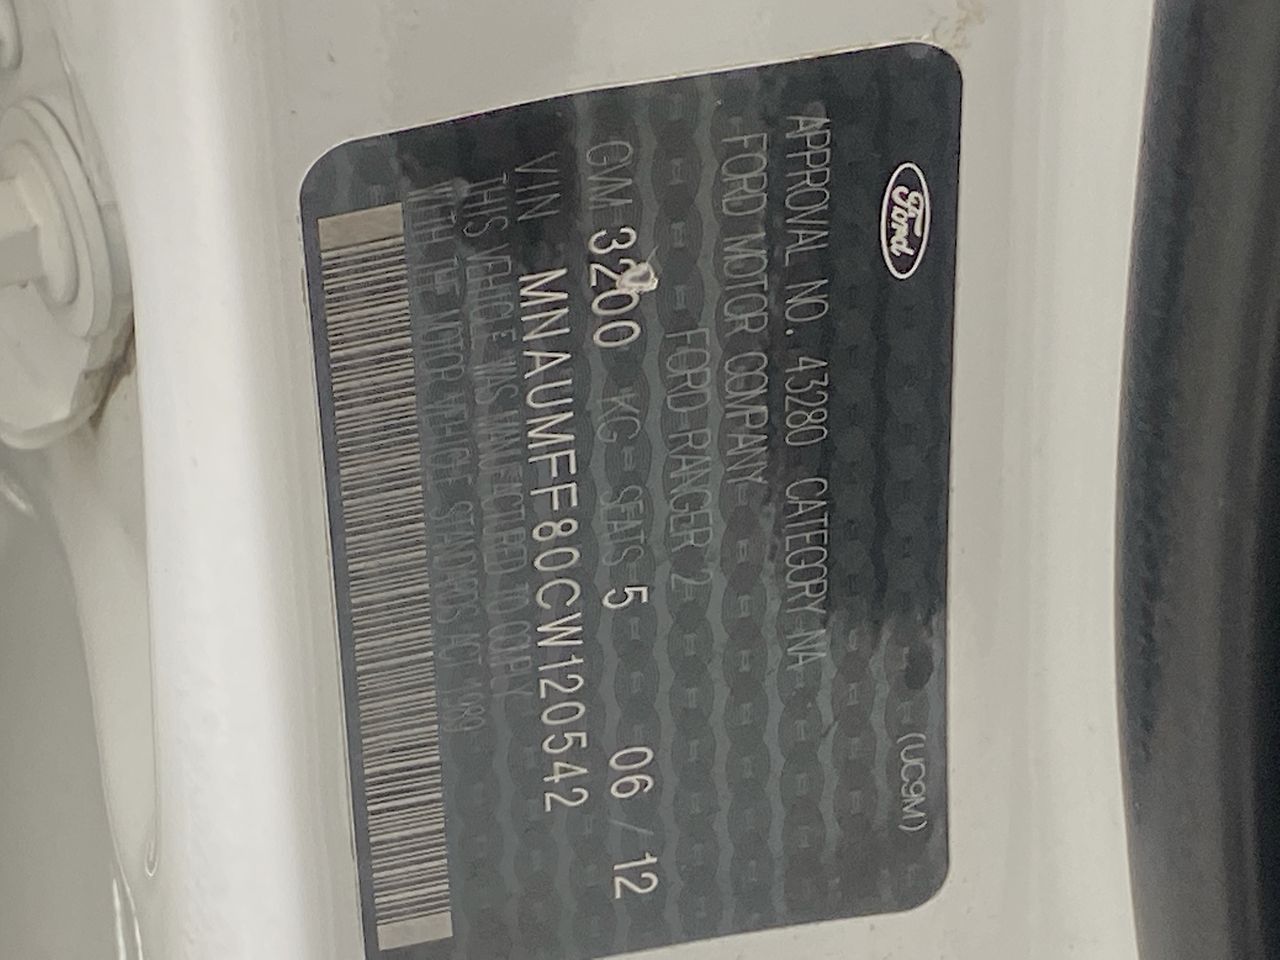 Ford
(UC9M)
APPROVAL NO. 43280 CATEGORY NA
FORD MOTOR COMPANY
FORD RANGER 2
GVM 3200 KG SEATS 5 06 / 12
VIN MNAUMFF80CW120542
THIS VEHICLE WAS MANUFACTURED TO COMPLY
WITH THE MOTOR VEHICLE STANDARDS ACT 1989